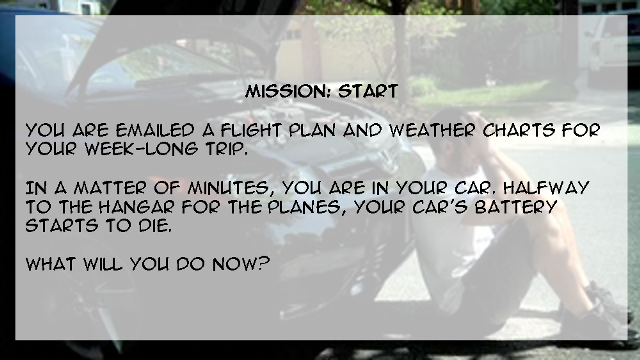 MISSION: START
YOU ARE EMAILED A FLIGHT PLAN AND WEATHER CHARTS FOR
YOUR WEEK-LONG TRIP.
IN A MATTER OF MINUTES, YOU ARE IN YOUR CAR. HALFWAY
TO THE HANGAR FOR THE PLANES, YOUR CAR'S BATTERY
STARTS TO DIE.
WHAT WILL YOU DO NOW?